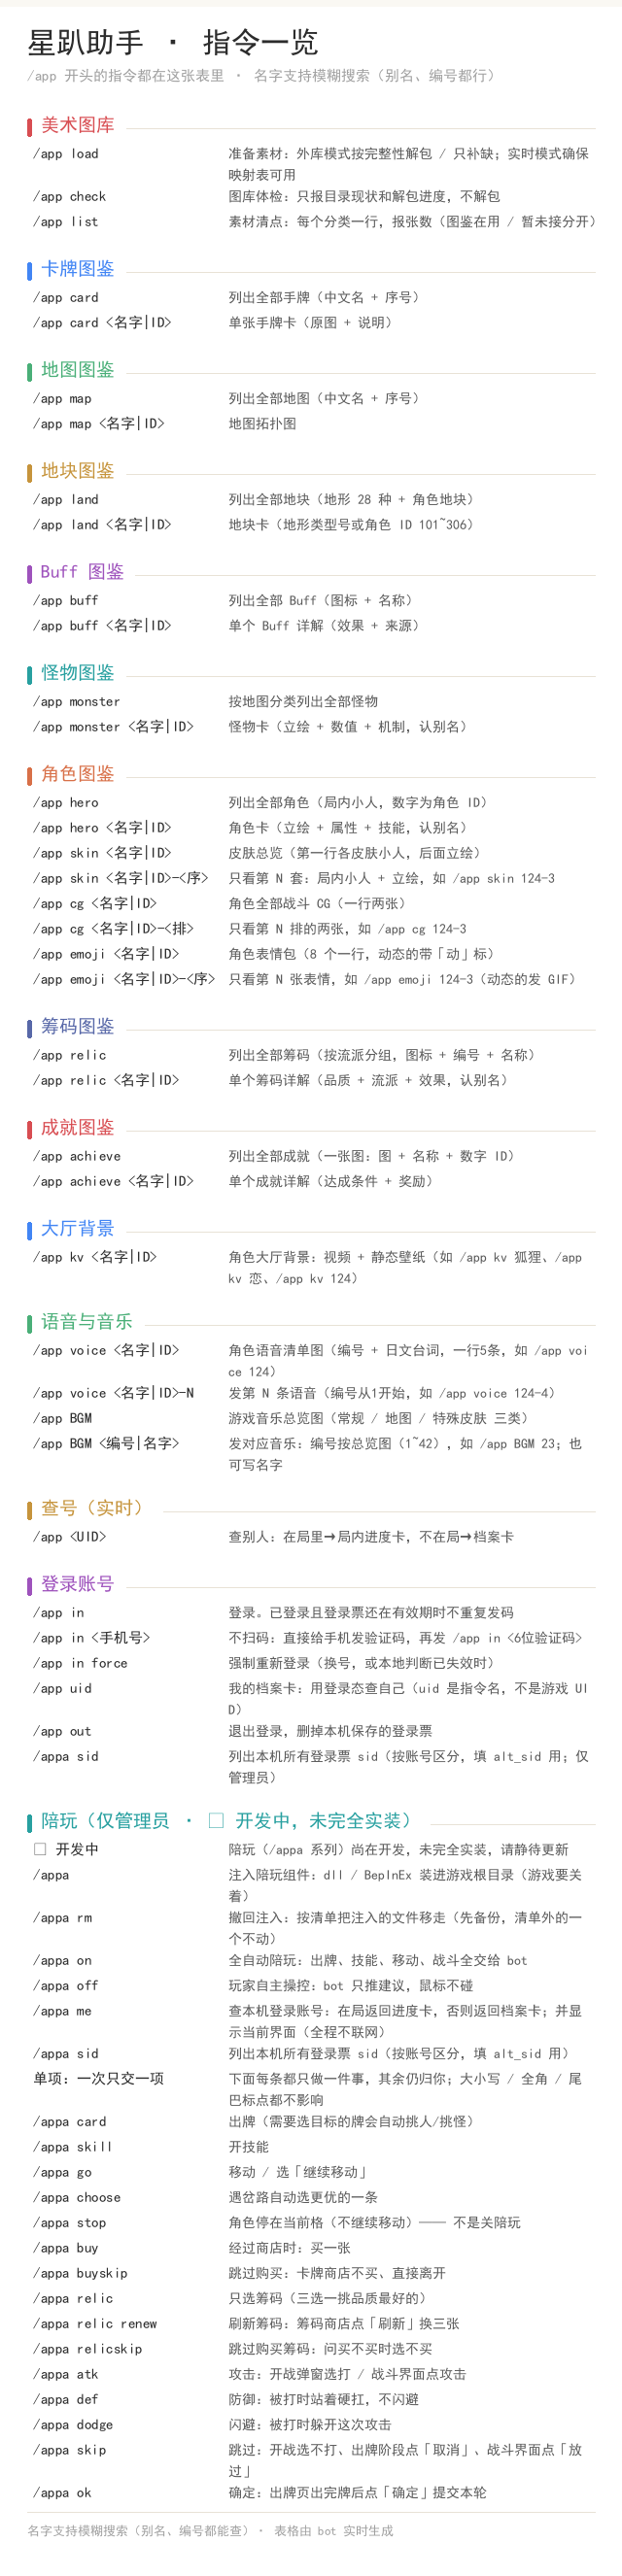 星趴助手 · 指令一览
/app 开头的指令都在这张表里 · 名字支持模糊搜索（别名、编号都行）
美术图库
/app load 准备素材：外库模式按完整性解包 / 只补缺；实时模式确保
映射表可用
/app check 图库体检：只报目录现状和解包进度，不解包
/app list 素材清点：每个分类一行，报张数（图鉴在用 / 暂未接分开）
卡牌图鉴
/app card 列出全部手牌（中文名 + 序号）
/app card <名字|ID> 单张手牌卡（原图 + 说明）
地图图鉴
/app map 列出全部地图（中文名 + 序号）
/app map <名字|ID> 地图拓扑图
地块图鉴
/app land 列出全部地块（地形 28 种 + 角色地块）
/app land <名字|ID> 地块卡（地形类型号或角色 ID 101~306）
Buff 图鉴
/app buff 列出全部 Buff（图标 + 名称）
/app buff <名字|ID> 单个 Buff 详解（效果 + 来源）
怪物图鉴
/app monster 按地图分类列出全部怪物
/app monster <名字|ID> 怪物卡（立绘 + 数值 + 机制，认别名）
角色图鉴
/app hero 列出全部角色（局内小人，数字为角色 ID）
/app hero <名字|ID> 角色卡（立绘 + 属性 + 技能，认别名）
/app skin <名字|ID> 皮肤总览（第一行各皮肤小人，后面立绘）
/app skin <名字|ID>-<序> 只看第 N 套：局内小人 + 立绘，如 /app skin 124-3
/app cg <名字|ID> 角色全部战斗 CG（一行两张）
/app cg <名字|ID>-<排> 只看第 N 排的两张，如 /app cg 124-3
/app emoji <名字|ID> 角色表情包（8 个一行，动态的带「动」标）
/app emoji <名字|ID>-<序> 只看第 N 张表情，如 /app emoji 124-3（动态的发 GIF）
筹码图鉴
/app relic 列出全部筹码（按流派分组，图标 + 编号 + 名称）
/app relic <名字|ID> 单个筹码详解（品质 + 流派 + 效果，认别名）
成就图鉴
/app achieve 列出全部成就（一张图：图 + 名称 + 数字 ID）
/app achieve <名字|ID> 单个成就详解（达成条件 + 奖励）
大厅背景
/app kv <名字|ID> 角色大厅背景：视频 + 静态壁纸（如 /app kv 狐狸、/app
kv 恋、/app kv 124）
语音与音乐
/app voice <名字|ID> 角色语音清单图（编号 + 日文台词，一行5条，如 /app voi
ce 124）
/app voice <名字|ID>-N 发第 N 条语音（编号从1开始，如 /app voice 124-4）
/app BGM 游戏音乐总览图（常规 / 地图 / 特殊皮肤 三类）
/app BGM <编号|名字> 发对应音乐：编号按总览图（1~42），如 /app BGM 23；也
可写名字
查号（实时）
/app <UID> 查别人：在局里→局内进度卡，不在局→档案卡
登录账号
/app in 登录。已登录且登录票还在有效期时不重复发码
/app in <手机号> 不扫码：直接给手机发验证码，再发 /app in <6位验证码>
/app in force 强制重新登录（换号，或本地判断已失效时）
/app uid 我的档案卡：用登录态查自己（uid 是指令名，不是游戏 UI
D）
/app out 退出登录，删掉本机保存的登录票
/appa sid 列出本机所有登录票 sid（按账号区分，填 alt_sid 用；仅
管理员）
陪玩（仅管理员 · □ 开发中，未完全实装）
□ 开发中 陪玩（/appa 系列）尚在开发，未完全实装，请静待更新
/appa 注入陪玩组件：dll / BepInEx 装进游戏根目录（游戏要关
着）
/appa rm 撤回注入：按清单把注入的文件移走（先备份，清单外的一
个不动）
/appa on 全自动陪玩：出牌、技能、移动、战斗全交给 bot
/appa off 玩家自主操控：bot 只推建议，鼠标不碰
/appa me 查本机登录账号：在局返回进度卡，否则返回档案卡；并显
示当前界面（全程不联网）
/appa sid 列出本机所有登录票 sid（按账号区分，填 alt_sid 用）
单项：一次只交一项 下面每条都只做一件事，其余仍归你；大小写 / 全角 / 尾
巴标点都不影响
/appa card 出牌（需要选目标的牌会自动挑人/挑怪）
/appa skill 开技能
/appa go 移动 / 选「继续移动」
/appa choose 遇岔路自动选更优的一条
/appa stop 角色停在当前格（不继续移动）—— 不是关陪玩
/appa buy 经过商店时：买一张
/appa buyskip 跳过购买：卡牌商店不买、直接离开
/appa relic 只选筹码（三选一挑品质最好的）
/appa relic renew 刷新筹码：筹码商店点「刷新」换三张
/appa relicskip 跳过购买筹码：问买不买时选不买
/appa atk 攻击：开战弹窗选打 / 战斗界面点攻击
/appa def 防御：被打时站着硬扛，不闪避
/appa dodge 闪避：被打时躲开这次攻击
/appa skip 跳过：开战选不打、出牌阶段点「取消」、战斗界面点「放
过」
/appa ok 确定：出牌页出完牌后点「确定」提交本轮
名字支持模糊搜索（别名、编号都能查）· 表格由 bot 实时生成